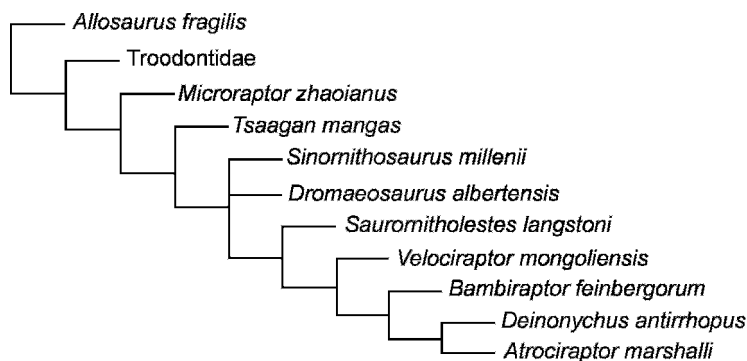 Allosaurus fragilis
Troodontidae
Microraptor zhaoianus
Tsaagan mangas
Sinornithosaurus millenii
Dromaeosaurus albertensis
Saurornitholestes langstoni
Velociraptor mongoliensis
Bambiraptor feinbergorum
Deinonychus antirrhopus
Atrociraptor marshalli